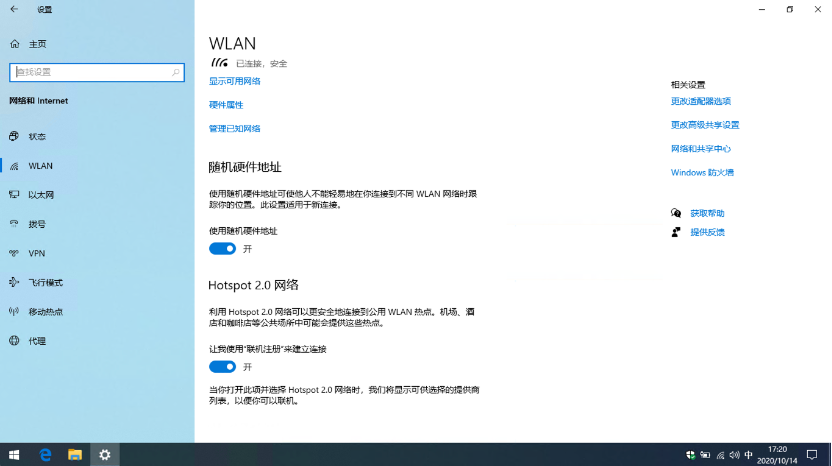 设置
主页
查找设置
网络和 Internet
状态
WLAN
以太网
拨号
VPN
飞行模式
移动热点
代理
WLAN
已连接，安全
显示可用网络
硬件属性
管理已知网络
随机硬件地址
使用随机硬件地址可使他人不能轻易地在你连接到不同 WLAN 网络时跟
踪你的位置。此设置适用于新连接。
使用随机硬件地址
开
Hotspot 2.0 网络
利用 Hotspot 2.0 网络可以更安全地连接到公用 WLAN 热点。机场、酒
店和咖啡店等公共场所中可能会提供这些热点。
让我使用"联机注册"来建立连接
开
当你打开此项并选择 Hotspot 2.0 网络时，我们将显示可供选择的提供商
列表，以便你可以联机。
相关设置
更改适配器选项
更改高级共享设置
网络和共享中心
Windows 防火墙
获取帮助
提供反馈
中
17:20
2020/10/14